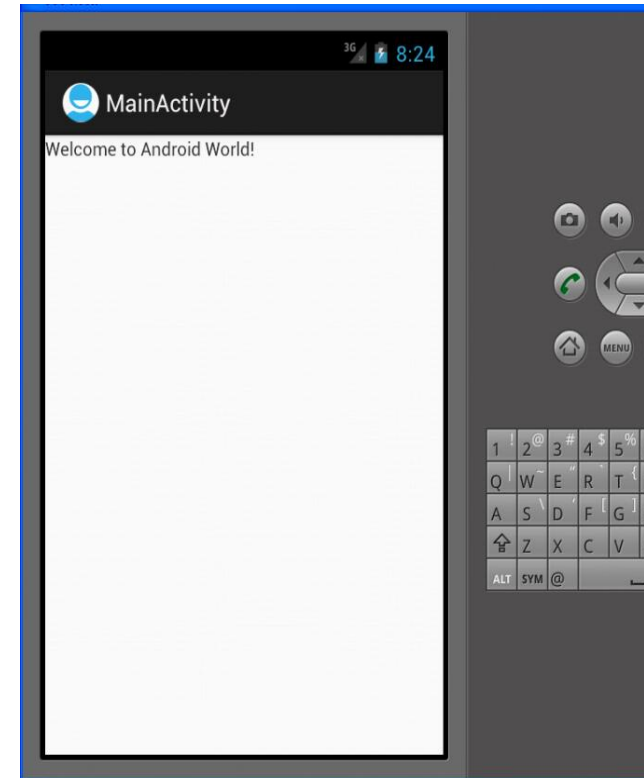 3G 8:24
MainActivity
Welcome to Android World!
MENU
1 ! 2 @ 3 # 4 $ 5 %
Q | W ~ E " R ` T {
A S \ D ' F [ G ]
Z X C V
ALT SYM @